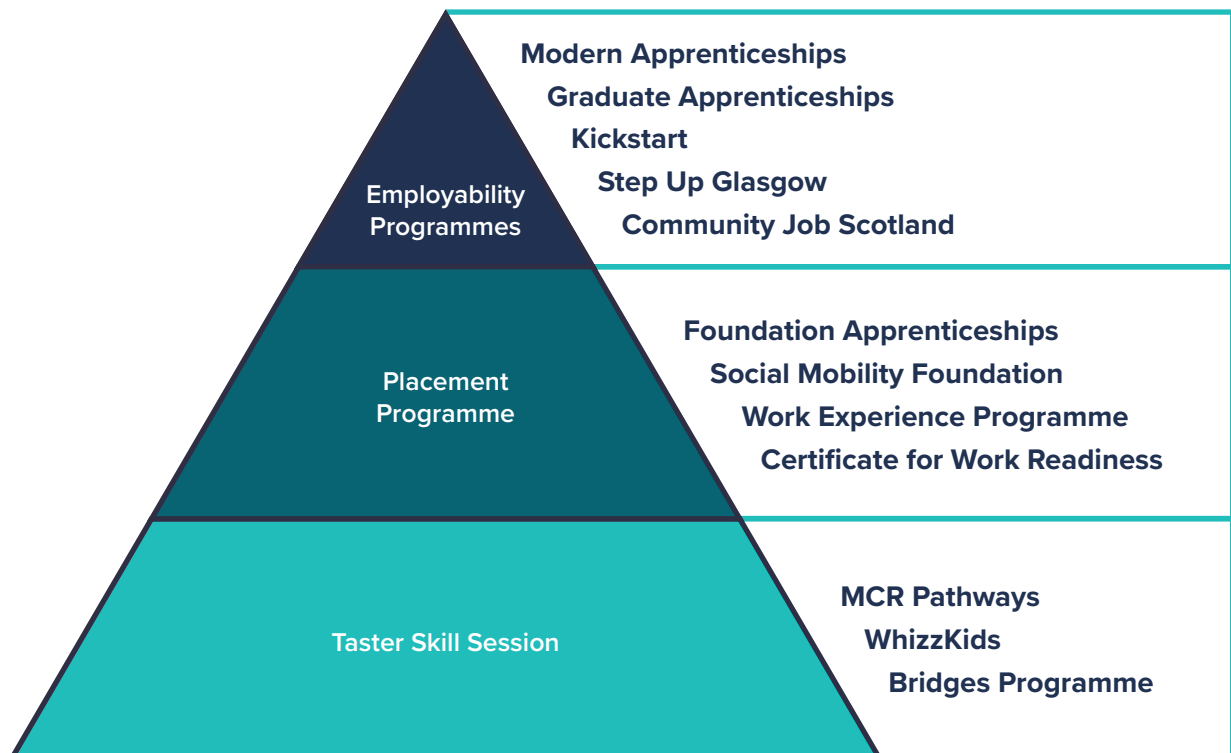 Modern Apprenticeships
Graduate Apprenticeships
Kickstart
Step Up Glasgow
Community Job Scotland
Employability
Programmes
Foundation Apprenticeships
Social Mobility Foundation
Work Experience Programme
Certificate for Work Readiness
Placement
Programme
MCR Pathways
WhizzKids
Bridges Programme
Taster Skill Session